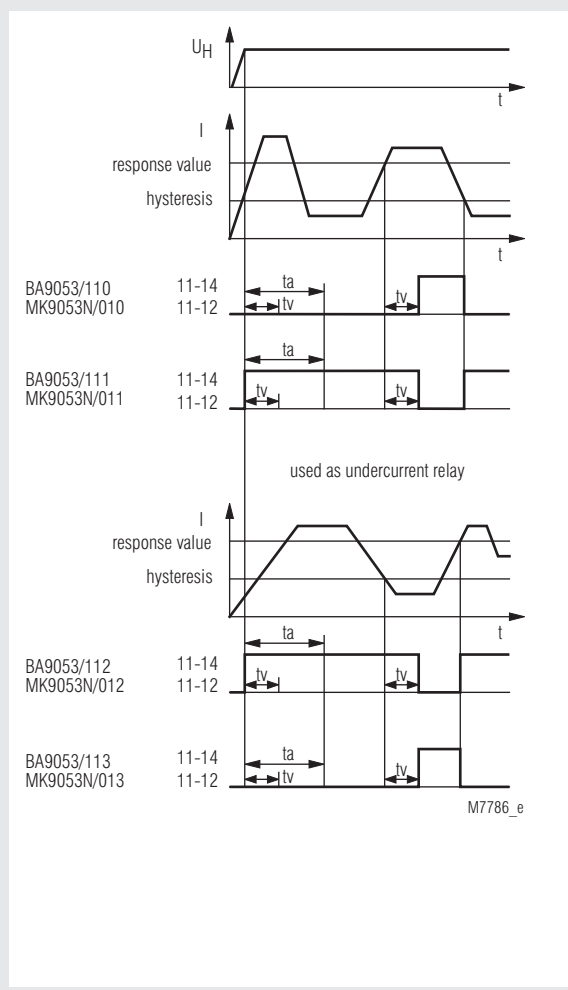 UH
t
I
response value
hysteresis
t
BA9053/110 11-14 ta
MK9053N/010 11-12 tv tv
ta
BA9053/111 11-14
MK9053N/011 11-12 tv tv
used as undercurrent relay
I
response value
hysteresis
t
ta
BA9053/112 11-14
MK9053N/012 11-12 tv tv
BA9053/113 11-14 ta
MK9053N/013 11-12 tv tv
M7786_e